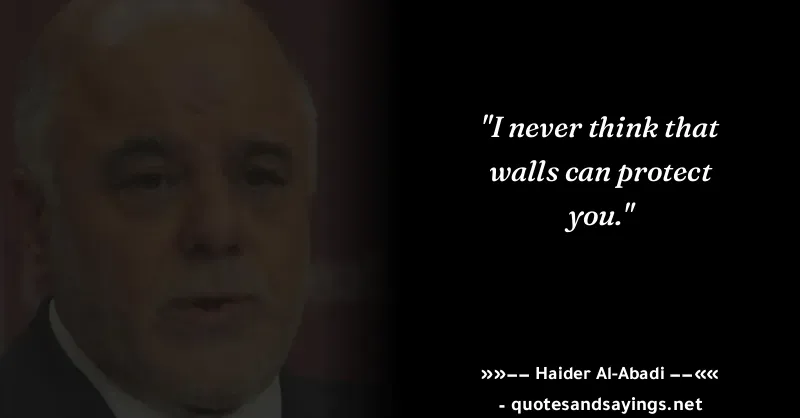 "I never think that
walls can protect
you."
»»–– Haider Al-Abadi ––««
- quotesandsayings.net